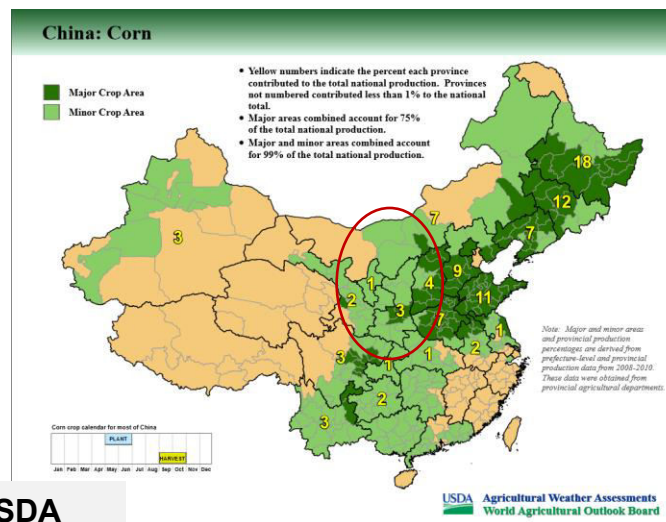 China: Corn
• Yellow numbers indicate the percent each province
contributed to the total national production. Provinces
not numbered contributed less than 1% to the national
total.
• Major areas combined account for 75%
of the total national production.
• Major and minor areas combined account
for 99% of the total national production.
Major Crop Area
Minor Crop Area
18
12
7
7
3
9
4
1
2
3
11
7
1
2
1
3
1
2
3
Note: Major and minor areas
and provincial production
percentages are derived from
prefecture-level and provincial
production data from 2008-2010.
These data were obtained from
provincial agricultural departments.
Corn crop calendar for most of China
PLANT
HARVEST
Jan Feb Mar Apr May Jun Jul Aug Sep Oct Nov Dec
SDA
USDA Agricultural Weather Assessments
World Agricultural Outlook Board